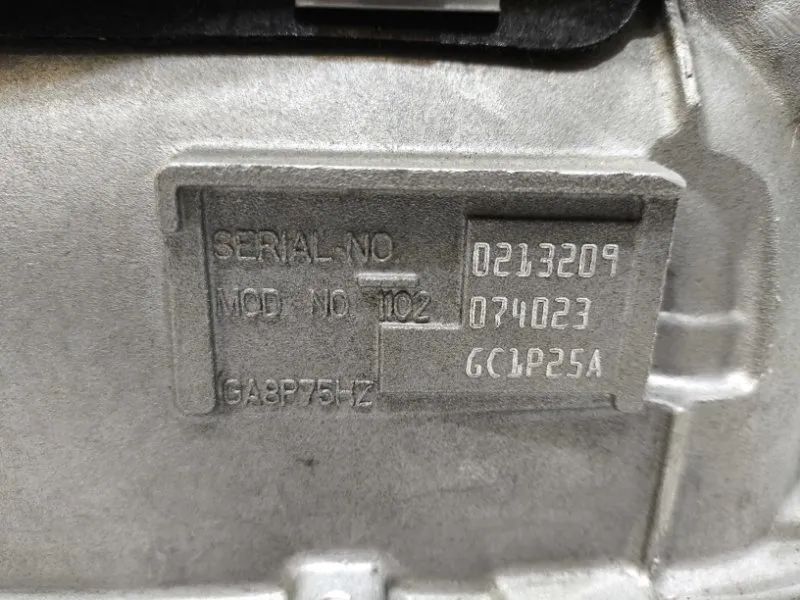 SERIAL-NO 0213209
MOD NO 1102 074023
GA8P75HZ GC1P25A